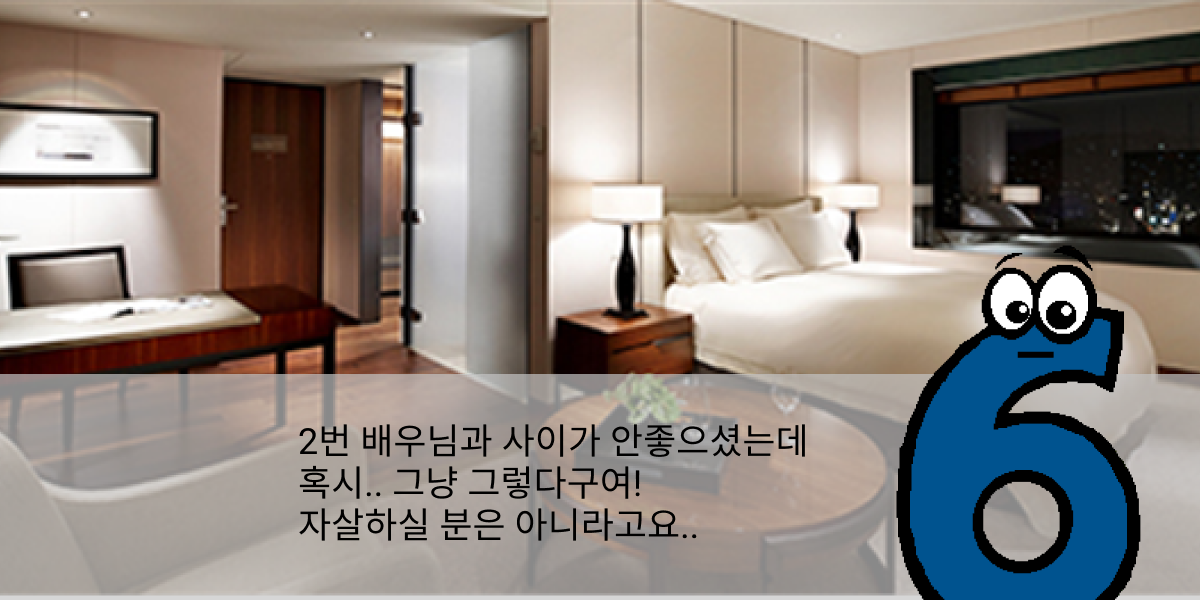 2번 배우님과 사이가 안좋으셨는데
혹시.. 그냥 그렇다구여!
자살하실 분은 아니라고요..
6